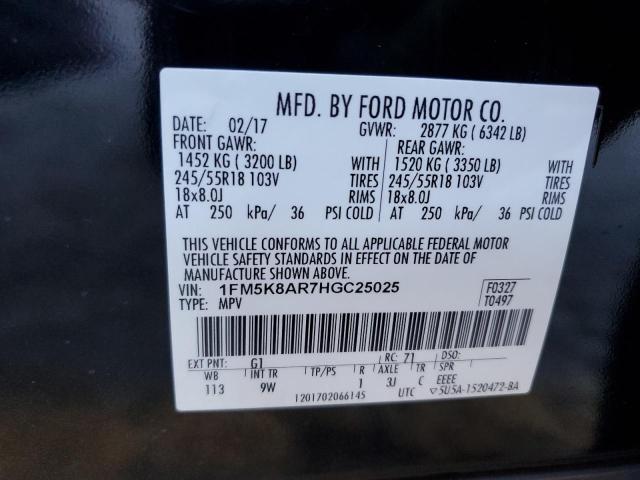 MFD. BY FORD MOTOR CO.
DATE: 02/17 GVWR: 2877 KG ( 6342 LB)
FRONT GAWR: REAR GAWR:
1452 KG ( 3200 LB) WITH 1520 KG ( 3350 LB) WITH
245/55R18 103V TIRES 245/55R18 103V TIRES
18x8.0J RIMS 18x8.0J RIMS
AT 250 kPa/ 36 PSI COLD AT 250 kPa/ 36 PSI COLD
THIS VEHICLE CONFORMS TO ALL APPLICABLE FEDERAL MOTOR
VEHICLE SAFETY STANDARDS IN EFFECT ON THE DATE OF
MANUFACTURE SHOWN ABOVE.
VIN: 1FM5K8AR7HGC25025 F0327
TYPE: MPV T0497
EXT PNT: G1 RC: 71 DSO:
WB INT TR TP/PS R AXLE TR SPR
113 9W 1 3J C EEEE
1201702066145 UTC ▽5U5A-1520472-BA